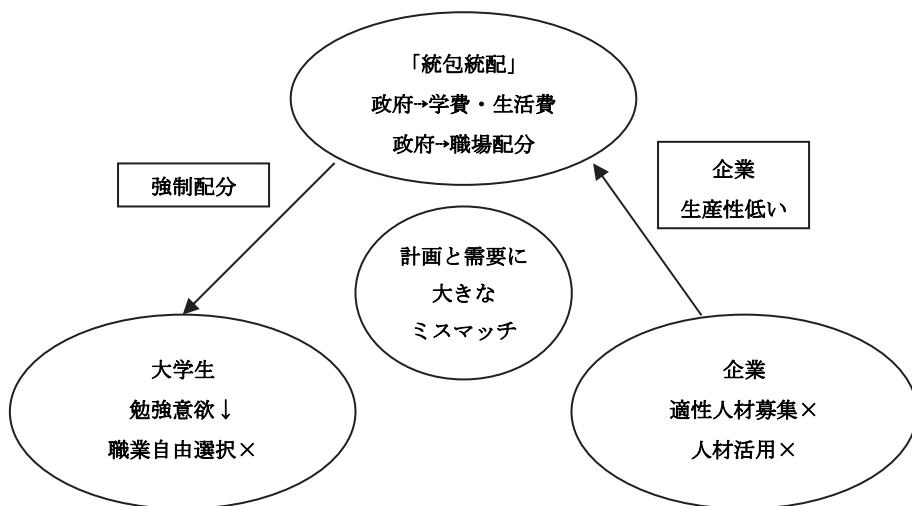 「統包統配」
政府→学費・生活費
政府→職場配分
強制配分
企業
生産性低い
計画と需要に
大きな
ミスマッチ
大学生
勉強意欲↓
職業自由選択×
企業
適性人材募集×
人材活用×